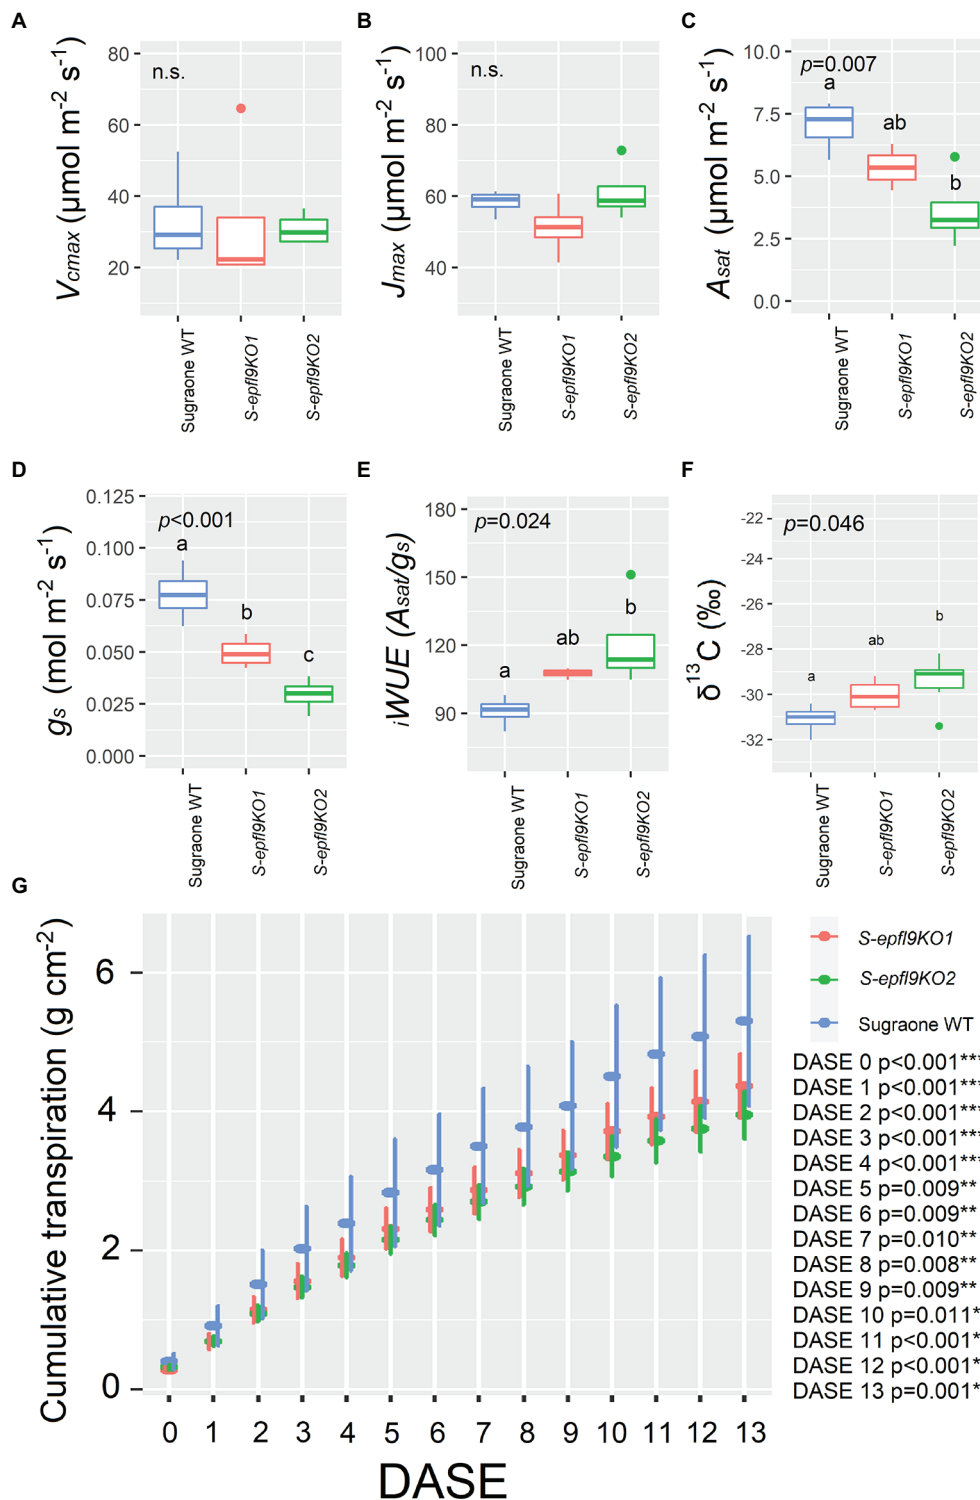 A
Vcmax (µmol m-2 s-1)
80
60
40
20
n.s.
Sugraone WT
S-epfl9KO1
S-epfl9KO2
B
Jmax (µmol m-2 s-1)
100
80
60
40
n.s.
Sugraone WT
S-epfl9KO1
S-epfl9KO2
C
Asat (µmol m-2 s-1)
10.0
7.5
5.0
2.5
0.0
p=0.007
a
ab
b
Sugraone WT
S-epfl9KO1
S-epfl9KO2
D
gs (mol m-2 s-1)
0.125
0.100
0.075
0.050
0.025
0.000
p<0.001
a
b
c
Sugraone WT
S-epfl9KO1
S-epfl9KO2
E
iWUE (Asat/gs)
180
150
120
90
p=0.024
a
ab
b
Sugraone WT
S-epfl9KO1
S-epfl9KO2
F
δ13C (‰)
-22
-24
-26
-28
-30
-32
p=0.046
a
ab
b
Sugraone WT
S-epfl9KO1
S-epfl9KO2
G
Cumulative transpiration (g cm-2)
6
4
2
0
0 1 2 3 4 5 6 7 8 9 10 11 12 13
DASE
S-epfl9KO1
S-epfl9KO2
Sugraone WT
DASE 0 p<0.001***
DASE 1 p<0.001***
DASE 2 p<0.001***
DASE 3 p<0.001***
DASE 4 p<0.001***
DASE 5 p=0.009**
DASE 6 p=0.009**
DASE 7 p=0.010**
DASE 8 p=0.008**
DASE 9 p=0.009**
DASE 10 p=0.011*
DASE 11 p<0.001*
DASE 12 p<0.001*
DASE 13 p=0.001*